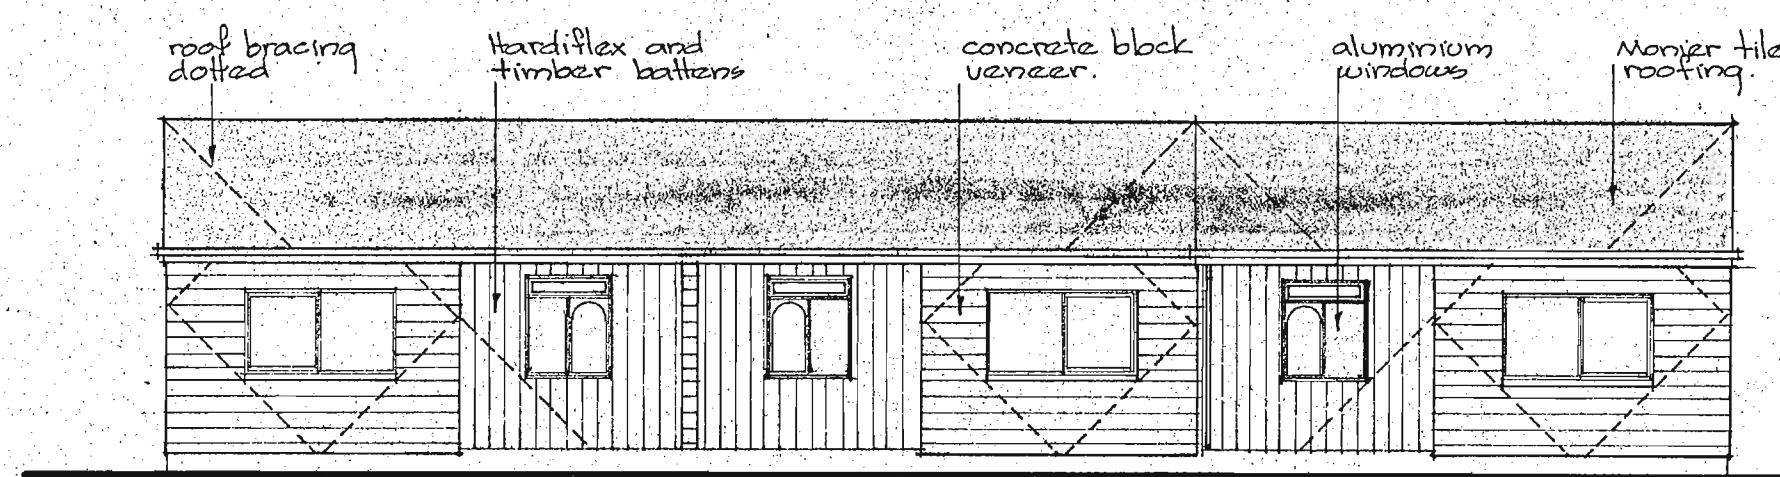 roof bracing
dotted
Hardiflex and
timber battens
concrete block
veneer.
aluminium
windows
Monier tile
roofing.